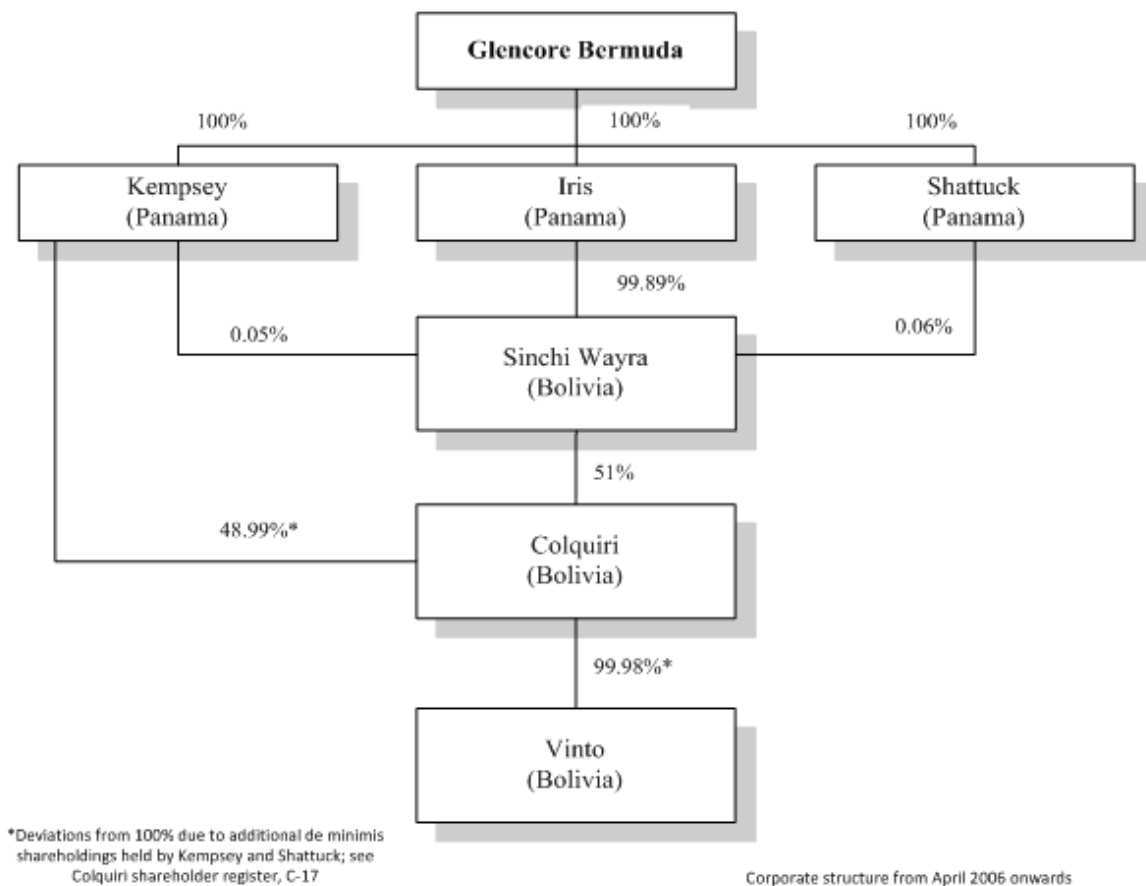 Glencore Bermuda
100%
100%
100%
Kempsey
(Panama)
Iris
(Panama)
Shattuck
(Panama)
99.89%
0.05%
0.06%
Sinchi Wayra
(Bolivia)
51%
48.99%*
Colquiri
(Bolivia)
99.98%*
Vinto
(Bolivia)
*Deviations from 100% due to additional de minimis
shareholdings held by Kempsey and Shattuck; see
Colquiri shareholder register, C-17
Corporate structure from April 2006 onwards